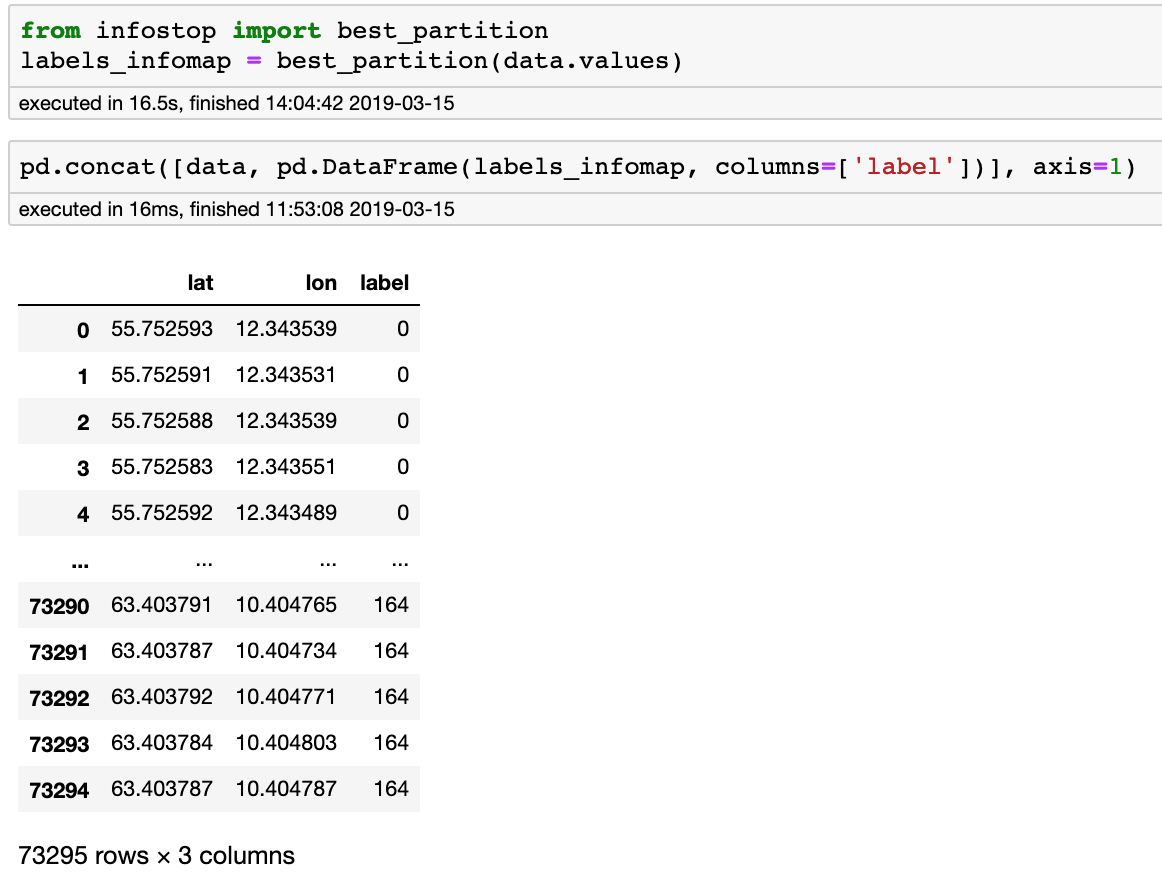 from infostop import best_partition
labels_infomap = best_partition(data.values)
executed in 16.5s, finished 14:04:42 2019-03-15
pd.concat([data, pd.DataFrame(labels_infomap, columns=['label'])], axis=1)
executed in 16ms, finished 11:53:08 2019-03-15
lat lon label
0 55.752593 12.343539 0
1 55.752591 12.343531 0
2 55.752588 12.343539 0
3 55.752583 12.343551 0
4 55.752592 12.343489 0
... ... ... ...
73290 63.403791 10.404765 164
73291 63.403787 10.404734 164
73292 63.403792 10.404771 164
73293 63.403784 10.404803 164
73294 63.403787 10.404787 164
73295 rows × 3 columns